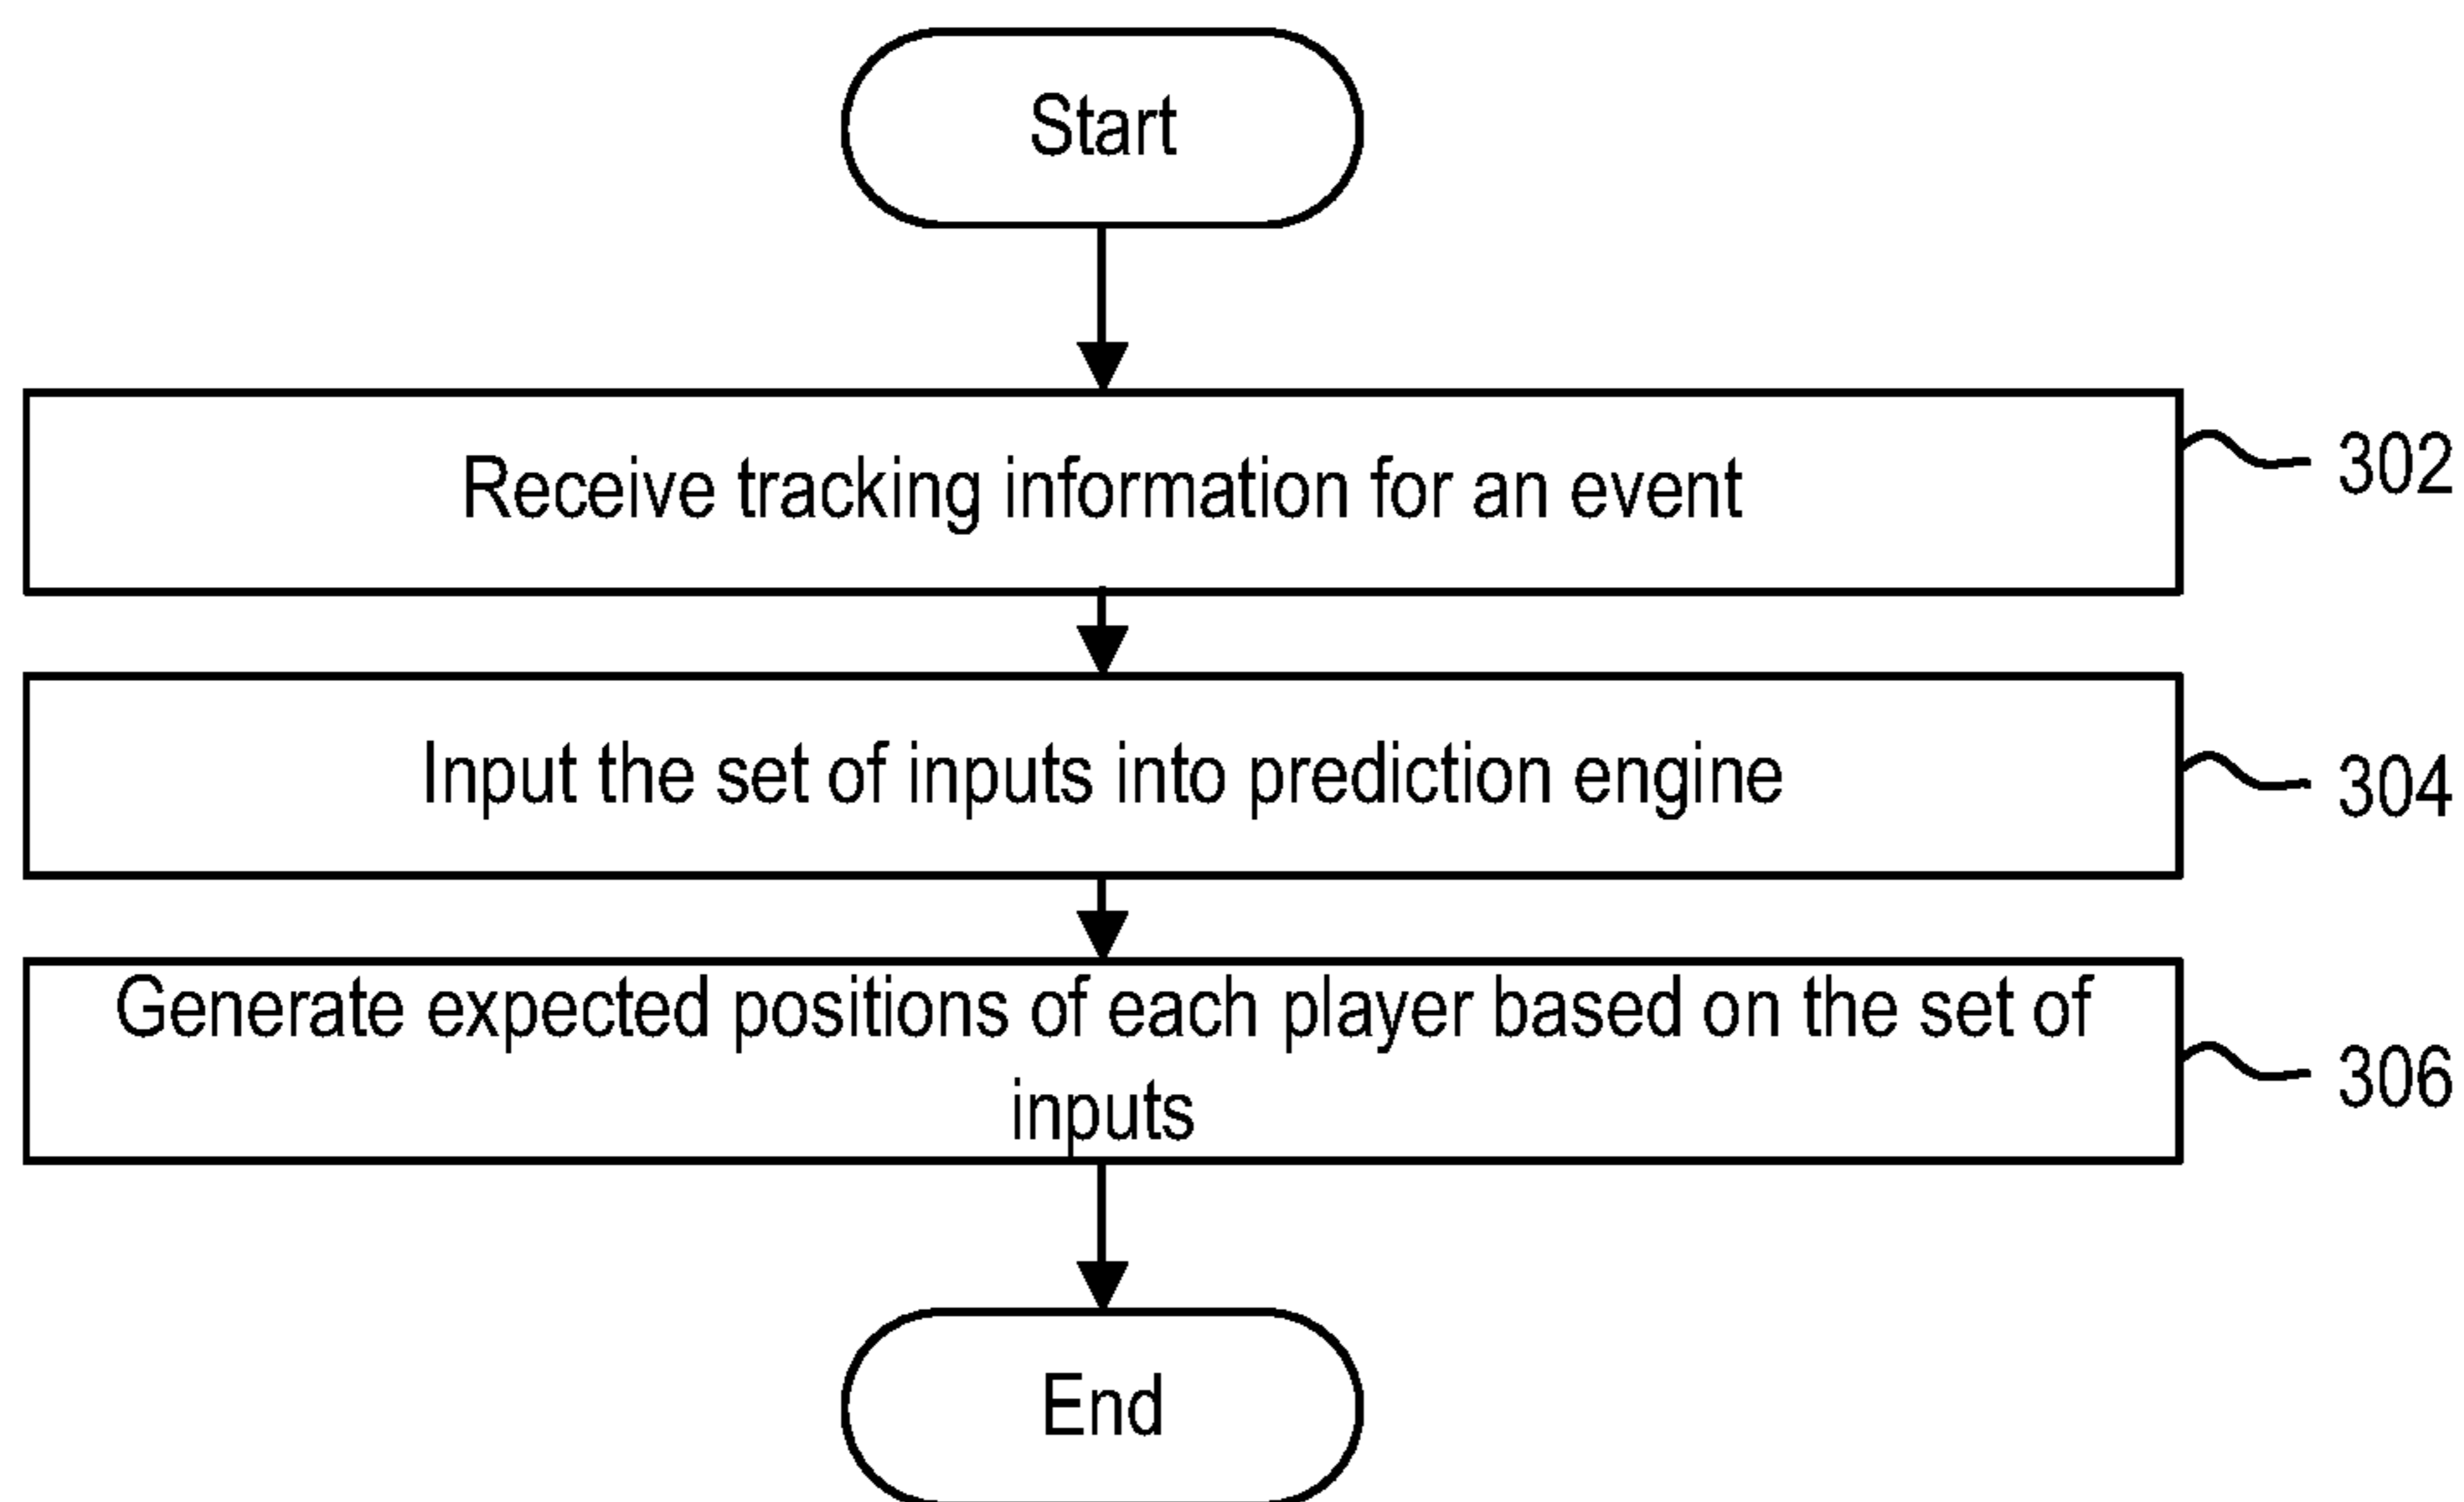 Start
Receive tracking information for an event
302
Input the set of inputs into prediction engine
304
Generate expected positions of each player based on the set of
inputs
306
End